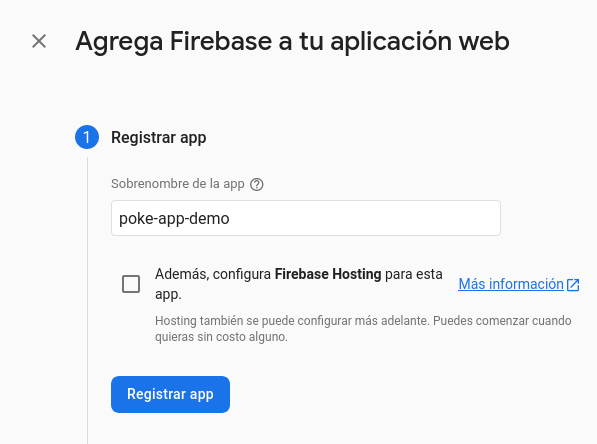 Agrega Firebase a tu aplicación web
1 Registrar app
Sobrenombre de la app
poke-app-demo
Además, configura Firebase Hosting para esta
app.
Más información
Hosting también se puede configurar más adelante. Puedes comenzar cuando
quieras sin costo alguno.
Registrar app